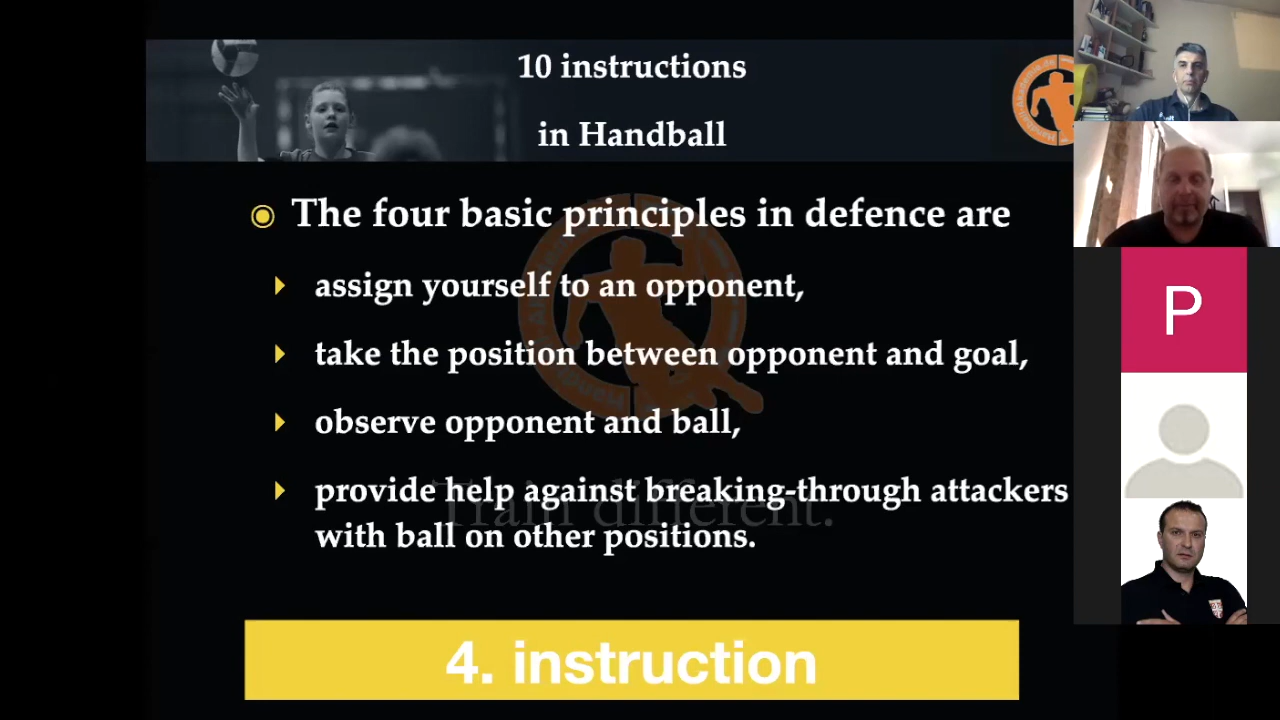 10 instructions
in Handball
The four basic principles in defence are
assign yourself to an opponent,
take the position between opponent and goal,
observe opponent and ball,
provide help against breaking-through attackers
with ball on other positions.
Train different.
4. instruction
P